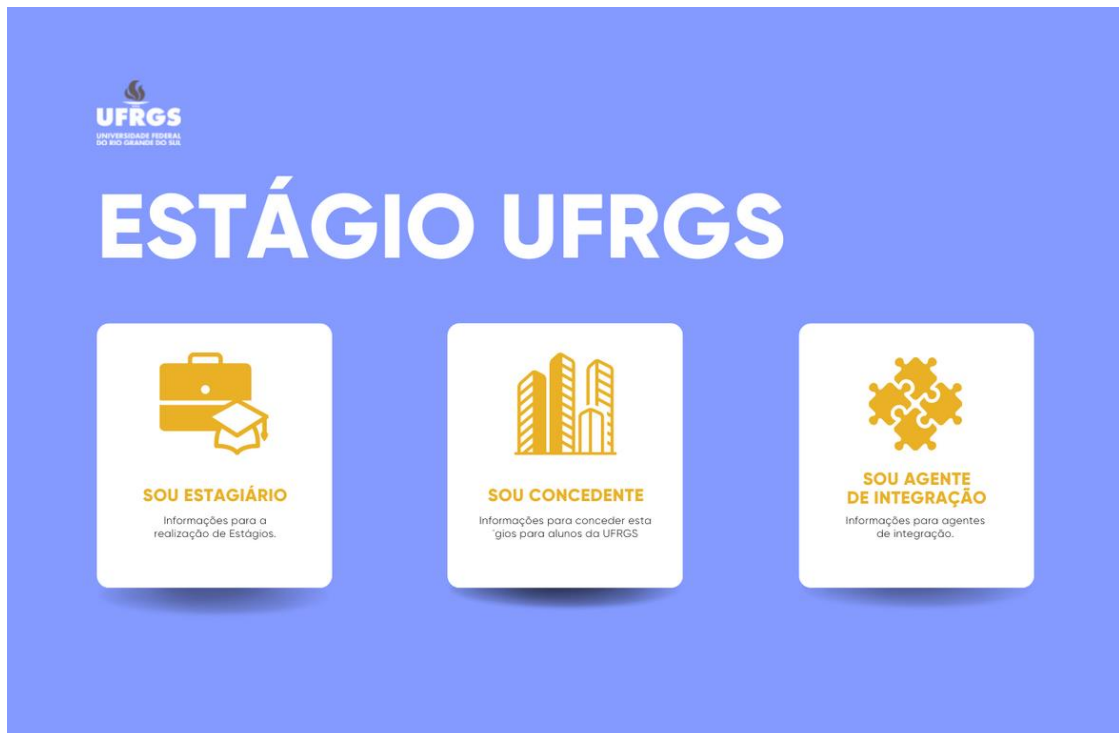 UFRGS
UNIVERSIDADE FEDERAL
DO RIO GRANDE DO SUL
ESTÁGIO UFRGS
SOU ESTAGIÁRIO
Informações para a
realização de Estágios.
SOU CONCEDENTE
Informações para conceder esta
´gios para alunos da UFRGS
SOU AGENTE
DE INTEGRAÇÃO
Informações para agentes
de integração.